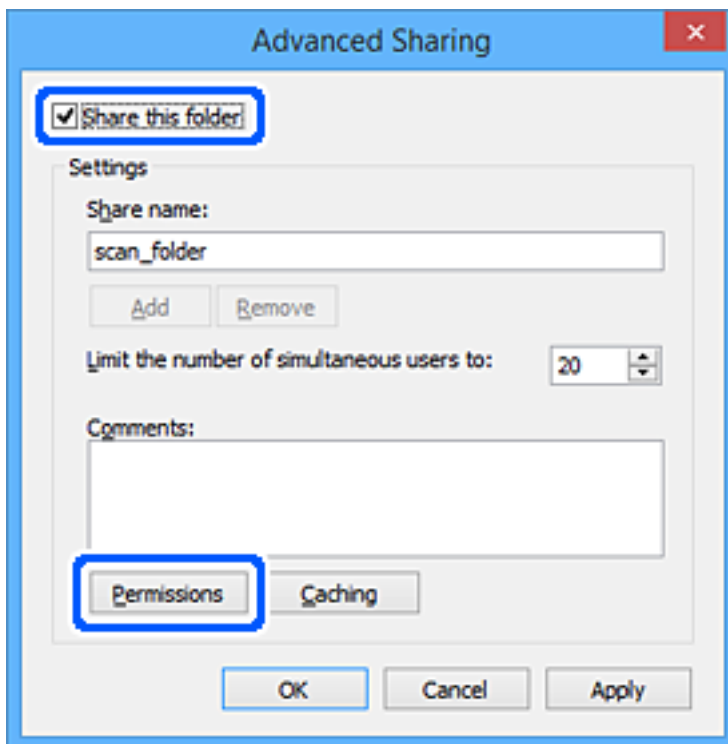 Advanced Sharing
Share this folder
Settings
Share name:
scan_folder
Add Remove
Limit the number of simultaneous users to: 20
Comments:
Permissions Caching
OK Cancel Apply